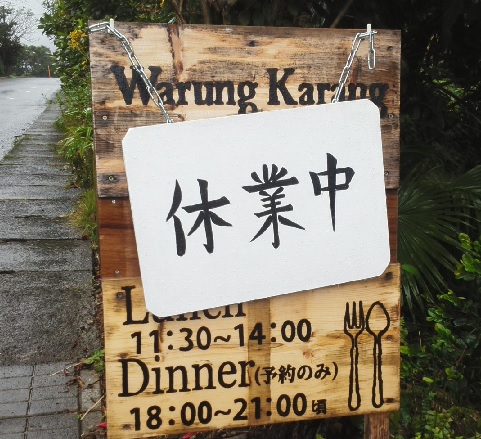 Warung Karang
休業中
Lunch
11:30~14:00
Dinner(予約のみ)
18:00~21:00頃